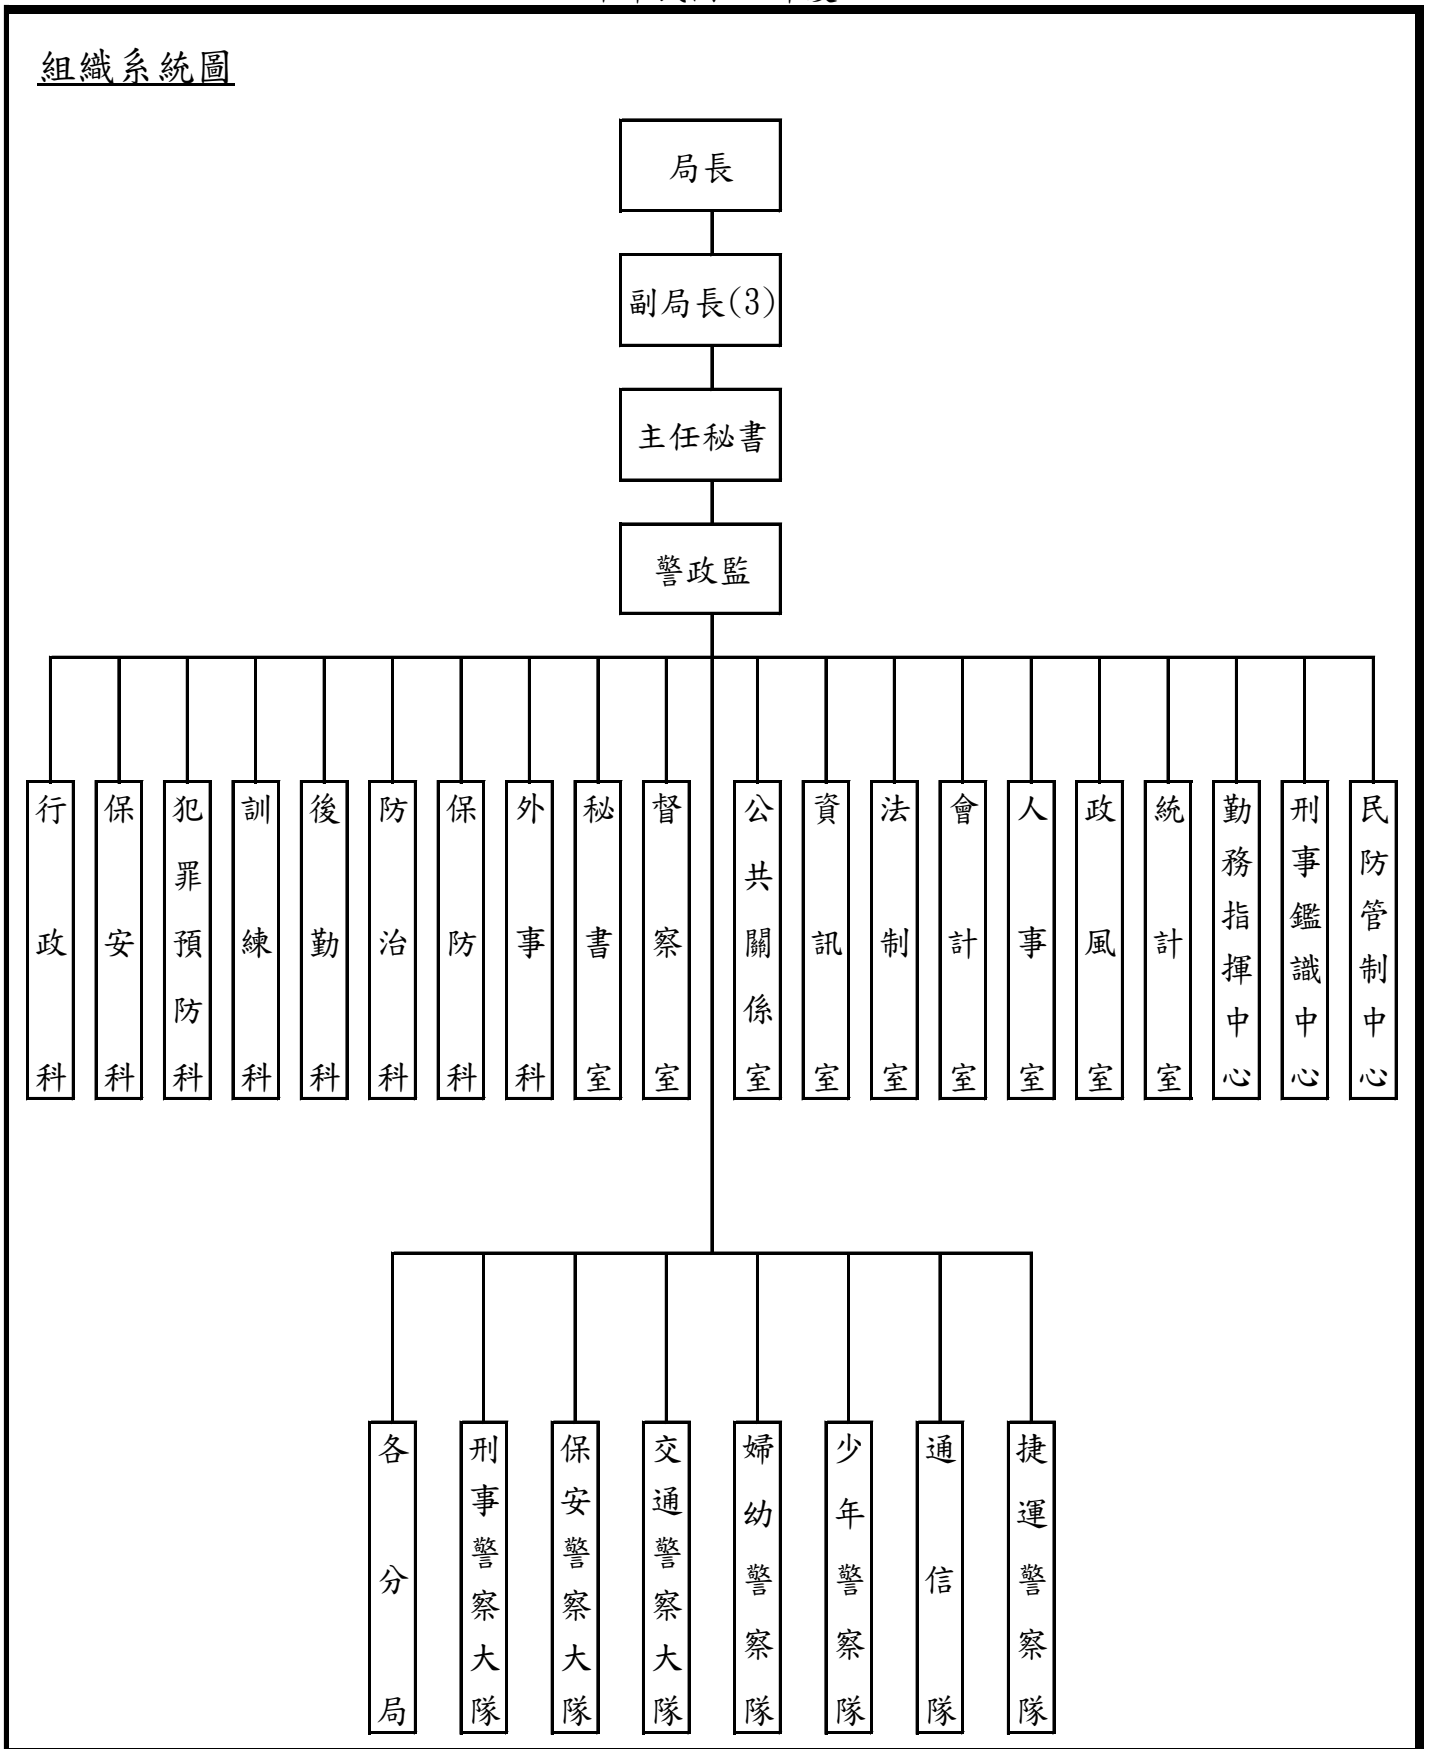 組織系統圖
局長
副局長(3)
主任秘書
警政監
行政科
保安科
犯罪預防科
訓練科
後勤科
防治科
保防科
外事科
秘書室
督察室
公共關係室
資訊室
法制室
會計室
人事室
政風室
統計室
勤務指揮中心
刑事鑑識中心
民防管制中心
各分局
刑事警察大隊
保安警察大隊
交通警察大隊
婦幼警察隊
少年警察隊
通信隊
捷運警察隊